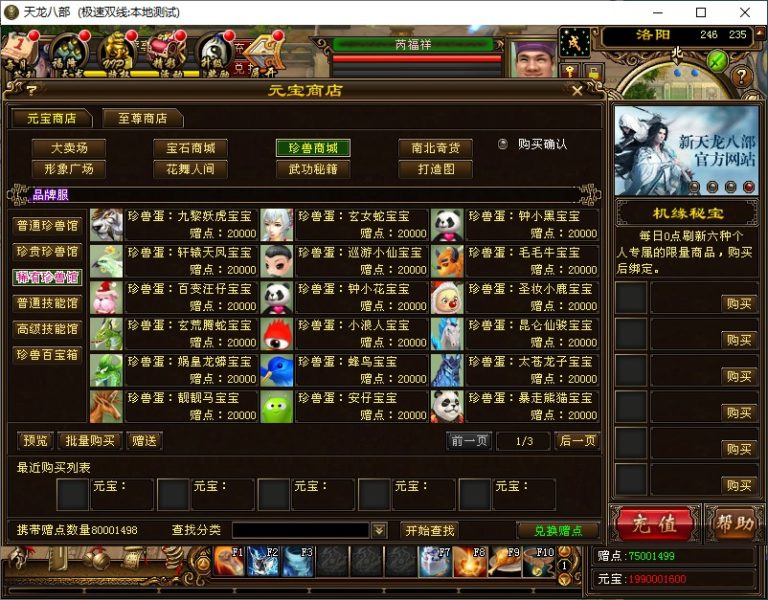 天龙八部 (极速双线:本地测试)
芮福祥
洛阳 246 235
北
元宝商店
元宝商店 至尊商店
大卖场 宝石商城 珍兽商城 南北奇货 购买确认
形象广场 花舞人间 武功秘籍 打造图
品牌服
普通珍兽馆
珍贵珍兽馆
稀有珍兽馆
普通技能馆
高级技能馆
珍兽百宝箱
珍兽蛋：九黎妖虎宝宝 珍兽蛋：玄女蛇宝宝 珍兽蛋：钟小黑宝宝
赠点：20000 赠点：20000 赠点：20000
珍兽蛋：轩辕天凤宝宝 珍兽蛋：巡游小仙宝宝 珍兽蛋：毛毛牛宝宝
赠点：20000 赠点：20000 赠点：20000
珍兽蛋：百变汪仔宝宝 珍兽蛋：钟小花宝宝 珍兽蛋：圣妆小鹿宝宝
赠点：20000 赠点：20000 赠点：20000
珍兽蛋：玄荒腾蛇宝宝 珍兽蛋：小浪人宝宝 珍兽蛋：昆仑仙骏宝宝
赠点：20000 赠点：20000 赠点：20000
珍兽蛋：娲皇龙蟒宝宝 珍兽蛋：蜂鸟宝宝 珍兽蛋：太苍龙子宝宝
赠点：20000 赠点：20000 赠点：20000
珍兽蛋：靓靓马宝宝 珍兽蛋：安仔宝宝 珍兽蛋：暴走熊猫宝宝
赠点：20000 赠点：20000 赠点：20000
预览 批量购买 赠送 前一页 1/3 后一页
最近购买列表
元宝： 元宝： 元宝： 元宝： 元宝：
携带赠点数量80001498 查找分类 开始查找 兑换赠点
新天龙八部
官方网站
机缘秘宝
每日0点刷新六种个
人专属的限量商品，购买
后绑定。
购买
购买
购买
购买
购买
购买
充值 帮助
F1 F2 F3 F7 F8 F9 F10 1
赠点:75001499
元宝:1990001600